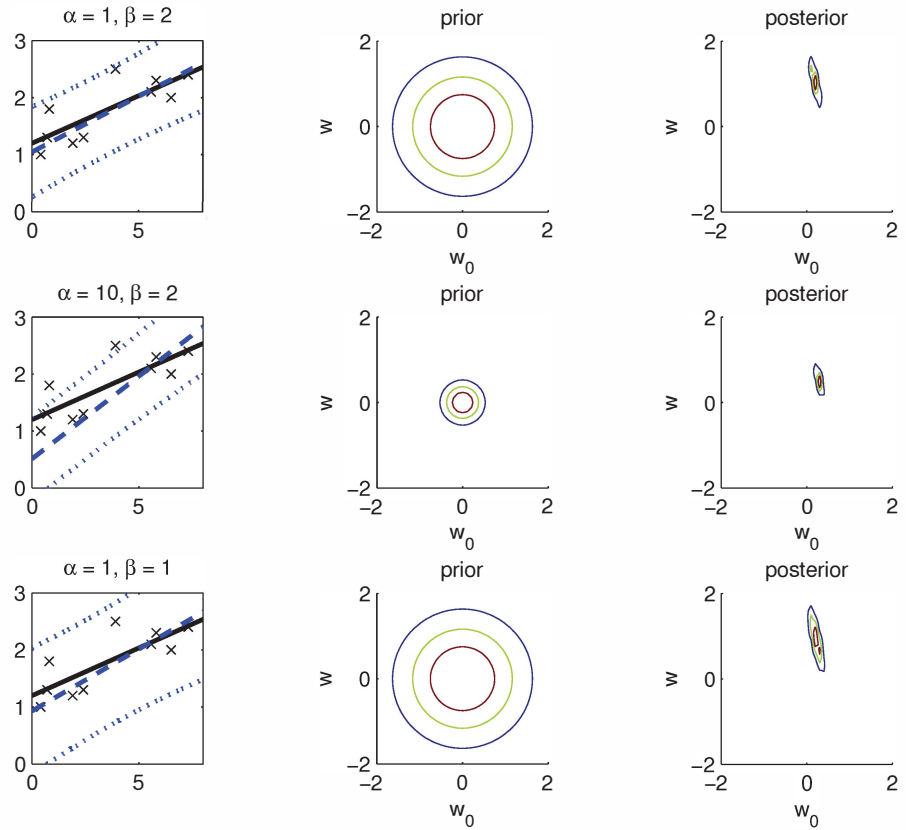 α = 1, β = 2
3
2
1
0
0 5
prior
2
w 0
−2
−2 0 2
w0
posterior
2
w 0
−2
−2 0 2
w0
α = 10, β = 2
3
2
1
0
0 5
prior
2
w 0
−2
−2 0 2
w0
posterior
2
w 0
−2
−2 0 2
w0
α = 1, β = 1
3
2
1
0
0 5
prior
2
w 0
−2
−2 0 2
w0
posterior
2
w 0
−2
−2 0 2
w0